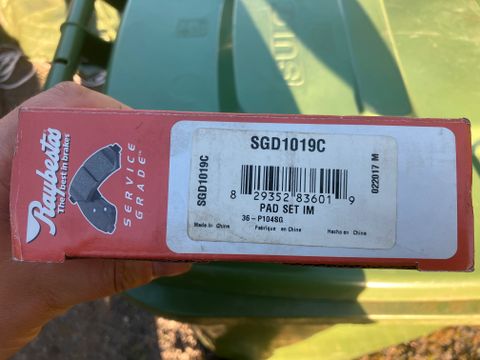 Raybestos
The best in brakes
SERVICE
SGRADE™
SGD1019C
SGD1019C
8 29352 83601 9
PAD SET IM
36-P104SG
Made in China Fabriqué en Chine Hecho en China
022017 M